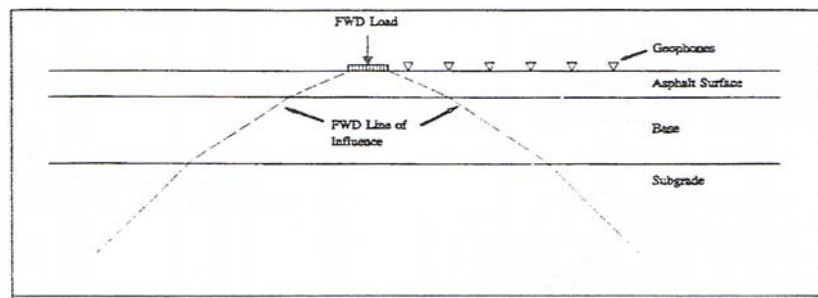 FWD Load
Geophones
Asphalt Surface
FWD Line of
Influence
Base
Subgrade